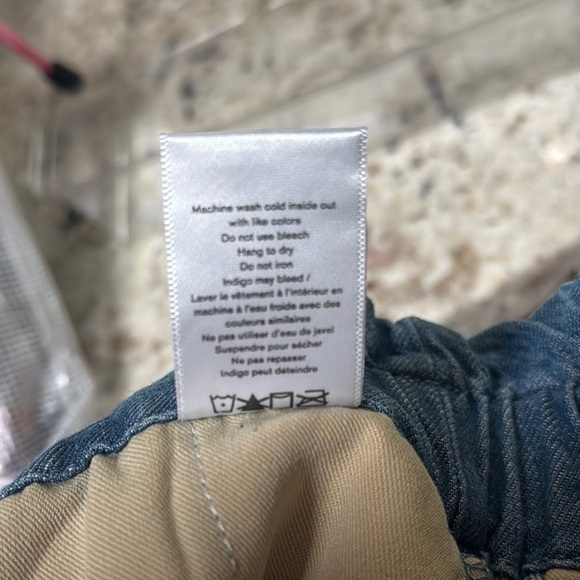 Machine wash cold inside out
with like colors
Do not use bleach
Hang to dry
Do not iron
Indigo may bleed /
Lever le vêtement à l'intérieur en
machine à l'eau froide avec des
couleurs similaires
Ne pas utiliser d'eau de javel
Suspendre pour sécher
Ne pas repasser
Indigo peut déteindre